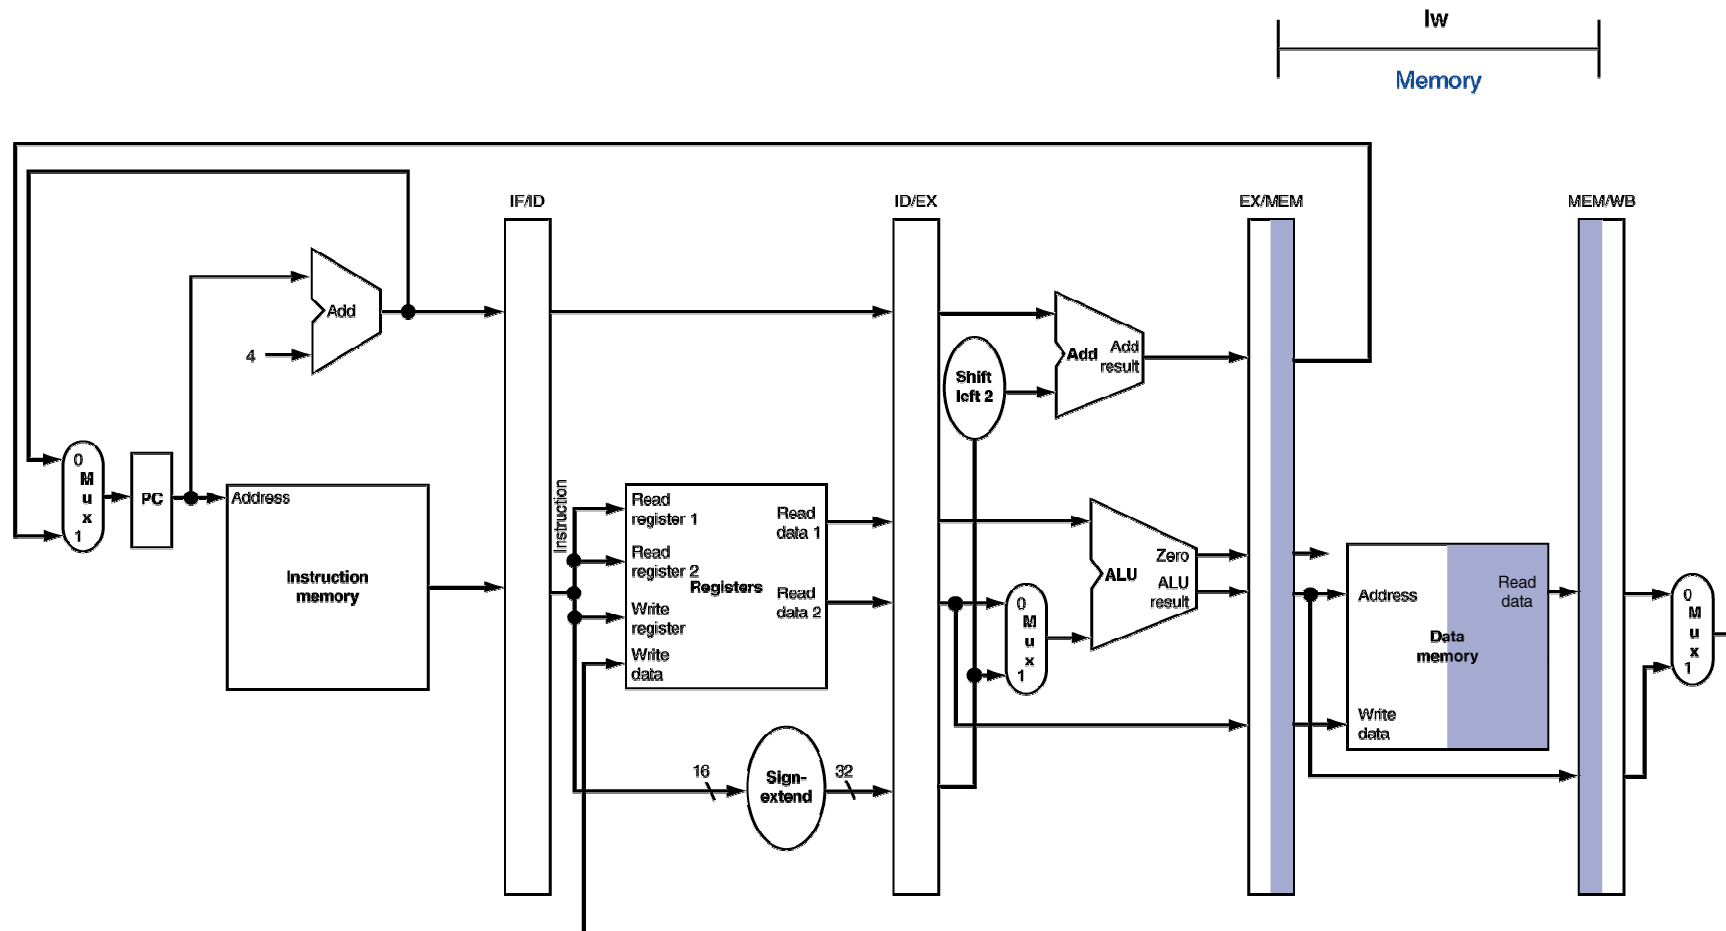 lw
Memory
IF/ID
ID/EX
EX/MEM
MEM/WB
Add
4
Add
Add
result
Shift
left 2
0
M
u
x
1
PC
Address
Instruction
memory
Instruction
Read
register 1
Read
register 2
Registers
Write
register
Write
data
Read
data 1
Read
data 2
16
Sign-
extend
32
0
M
u
x
1
Zero
ALU
ALU
result
Address
Read
data
Data
memory
Write
data
0
M
u
x
1